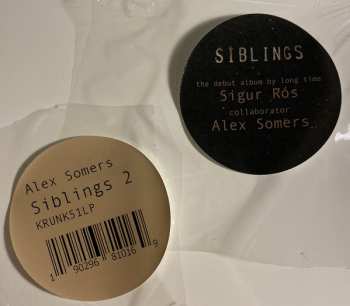 SIBLINGS
the debut album by long time
Sigur Rós
collaborator
Alex Somers
Alex Somers
Siblings 2
KRUNK51LP
1 90296 81016 9